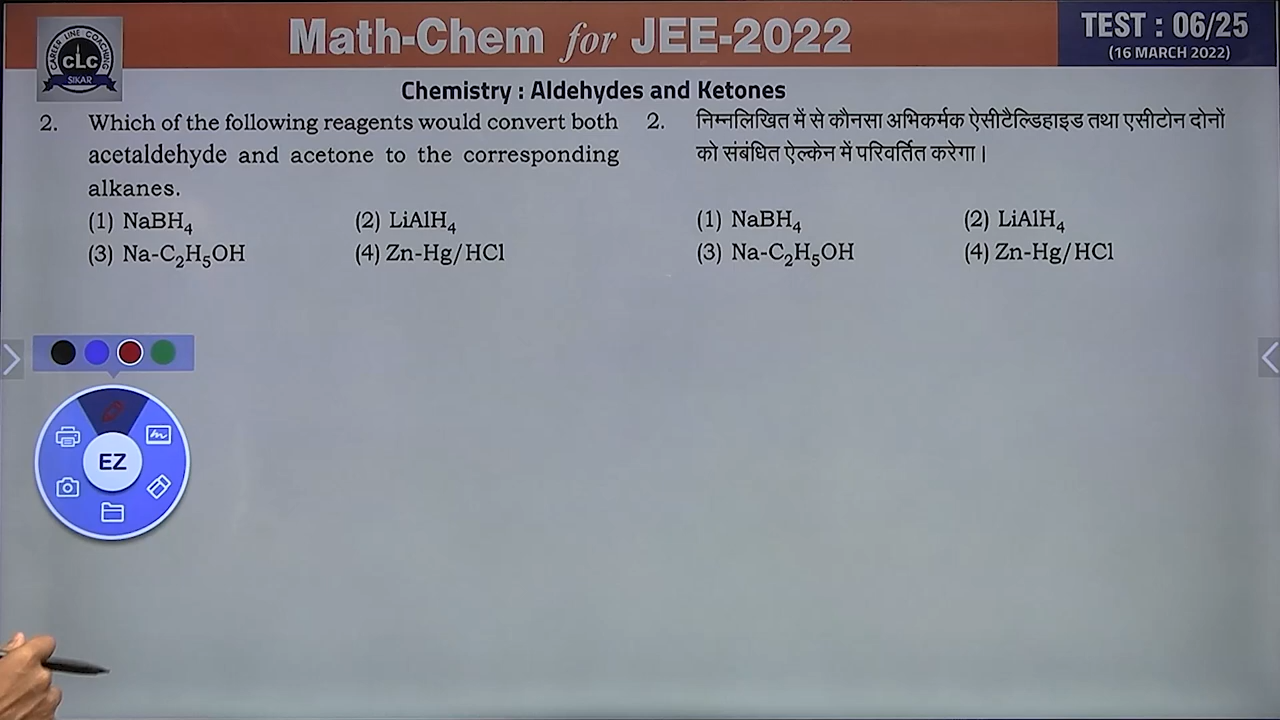 Math-Chem for JEE-2022
TEST : 06/25
(16 MARCH 2022)
CAREER LINE COACHING
CLC
SIKAR
Chemistry : Aldehydes and Ketones
2. Which of the following reagents would convert both
acetaldehyde and acetone to the corresponding
alkanes.
(1) NaBH₄ (2) LiAlH₄
(3) Na-C₂H₅OH (4) Zn-Hg/HCl
2. निम्नलिखित में से कौनसा अभिकर्मक ऐसीटैल्डिहाइड तथा एसीटोन दोनों
को संबंधित ऐल्केन में परिवर्तित करेगा।
(1) NaBH₄ (2) LiAlH₄
(3) Na-C₂H₅OH (4) Zn-Hg/HCl
EZ